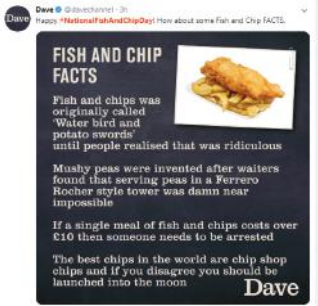 Dave
Dave @davechannel · 3h
Happy #NationalFishAndChipDay! How about some Fish and Chip FACTS.
FISH AND CHIP
FACTS
Fish and chips was
originally called
'Water bird and
potato swords'
until people realised that was ridiculous
Mushy peas were invented after waiters
found that serving peas in a Ferrero
Rocher style tower was damn near
impossible
If a single meal of fish and chips costs over
£10 then someone needs to be arrested
The best chips in the world are chip shop
chips and if you disagree you should be
launched into the moon
Dave